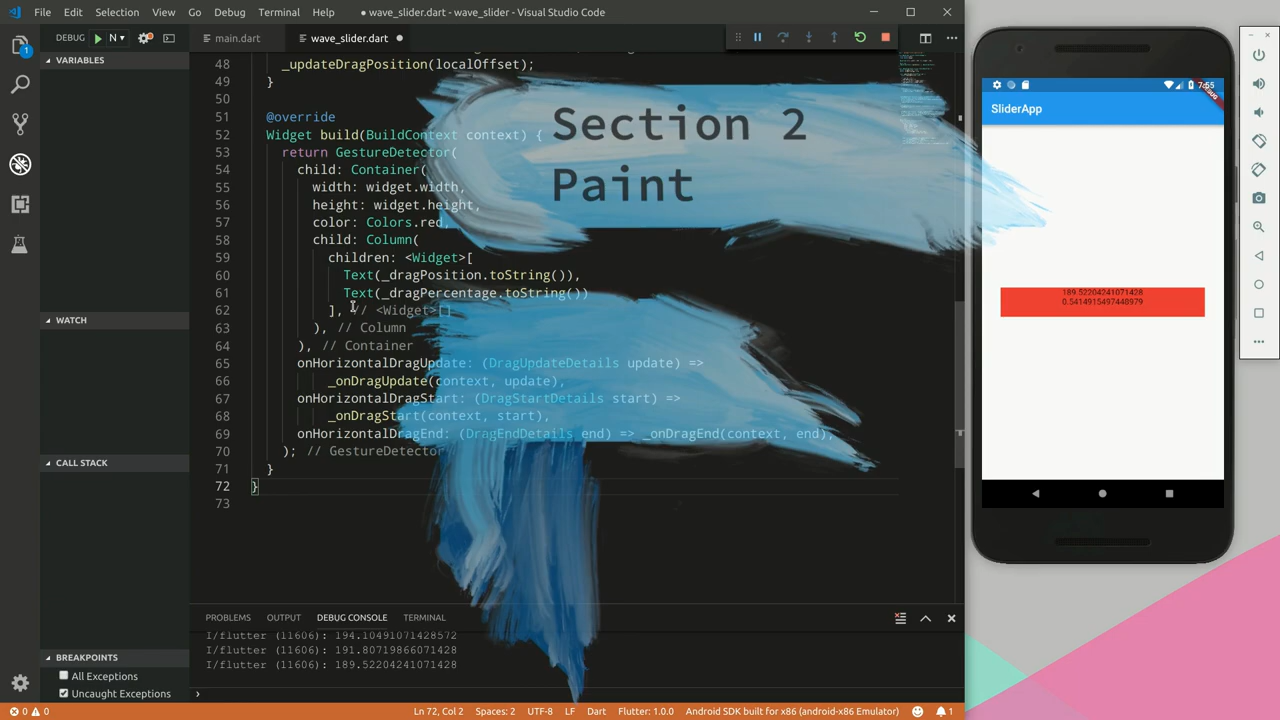 File Edit Selection View Go Debug Terminal Help
● wave_slider.dart - wave_slider - Visual Studio Code
DEBUG N
main.dart wave_slider.dart
VARIABLES
WATCH
CALL STACK
BREAKPOINTS
All Exceptions
Uncaught Exceptions
Section 2
Paint
48 _updateDragPosition(localOffset);
49 }
50
51 @override
52 Widget build(BuildContext context) {
53 return GestureDetector(
54 child: Container(
55 width: widget.width,
56 height: widget.height,
57 color: Colors.red,
58 child: Column(
59 children: <Widget>[
60 Text(_dragPosition.toString()),
61 Text(_dragPercentage.toString())
62 ], // <Widget>[]
63 ), // Column
64 ), // Container
65 onHorizontalDragUpdate: (DragUpdateDetails update) =>
66 _onDragUpdate(context, update),
67 onHorizontalDragStart: (DragStartDetails start) =>
68 _onDragStart(context, start),
69 onHorizontalDragEnd: (DragEndDetails end) => _onDragEnd(context, end),
70 ); // GestureDetector
71 }
72 }
73
PROBLEMS OUTPUT DEBUG CONSOLE TERMINAL
I/flutter (11606): 194.10491071428572
I/flutter (11606): 191.80719866071428
I/flutter (11606): 189.52204241071428
0 0
Ln 72, Col 2 Spaces: 2 UTF-8 LF Dart Flutter: 1.0.0 Android SDK built for x86 (android-x86 Emulator) 1
7:55
DEBUG
SliderApp
189.52204241071428
0.5414915497448979